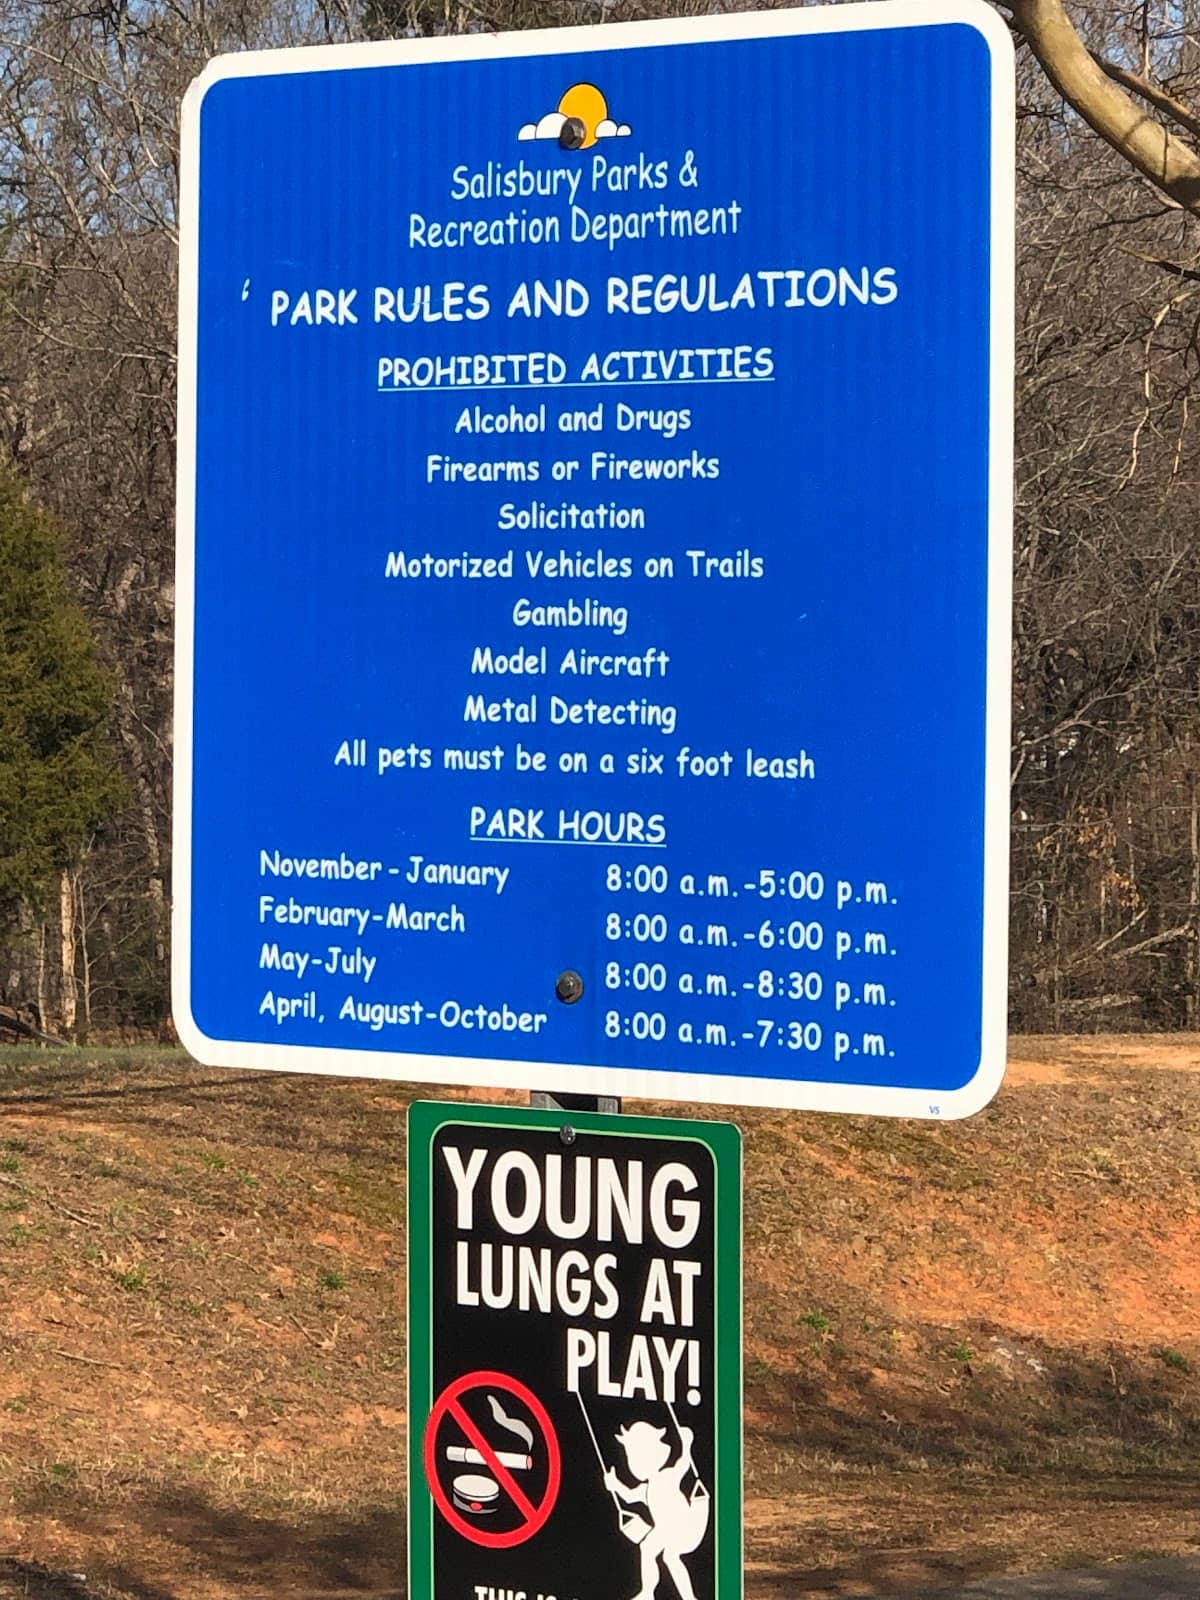 Salisbury Parks &
Recreation Department
PARK RULES AND REGULATIONS
PROHIBITED ACTIVITIES
Alcohol and Drugs
Firearms or Fireworks
Solicitation
Motorized Vehicles on Trails
Gambling
Model Aircraft
Metal Detecting
All pets must be on a six foot leash
PARK HOURS
November - January 8:00 a.m.-5:00 p.m.
February-March 8:00 a.m.-6:00 p.m.
May-July 8:00 a.m.-8:30 p.m.
April, August-October 8:00 a.m.-7:30 p.m.
VS
YOUNG
LUNGS AT
PLAY!
THIS IS